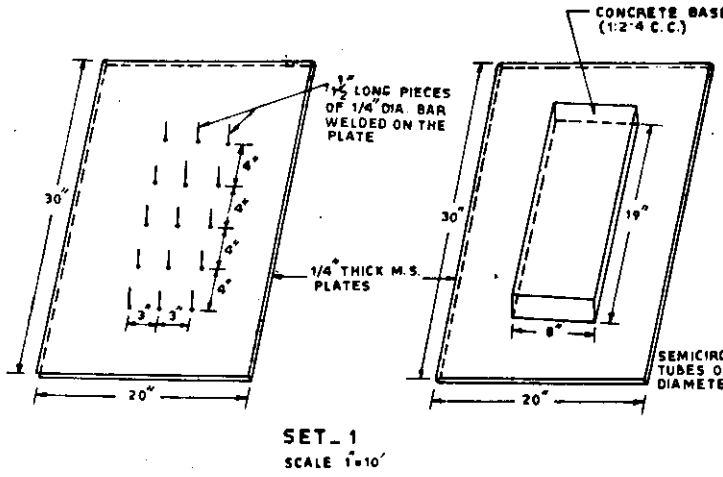 CONCRETE BASE
(1:2:4 C.C.)
1½" LONG PIECES
OF 1/4" DIA. BAR
WELDED ON THE
PLATE
30"
4"
4"
4"
4"
3" 3"
20"
1/4" THICK M.S.
PLATES
30"
19"
8"
20"
SEMICIRC
TUBES O
DIAMETE
SET_1
SCALE 1"=10'